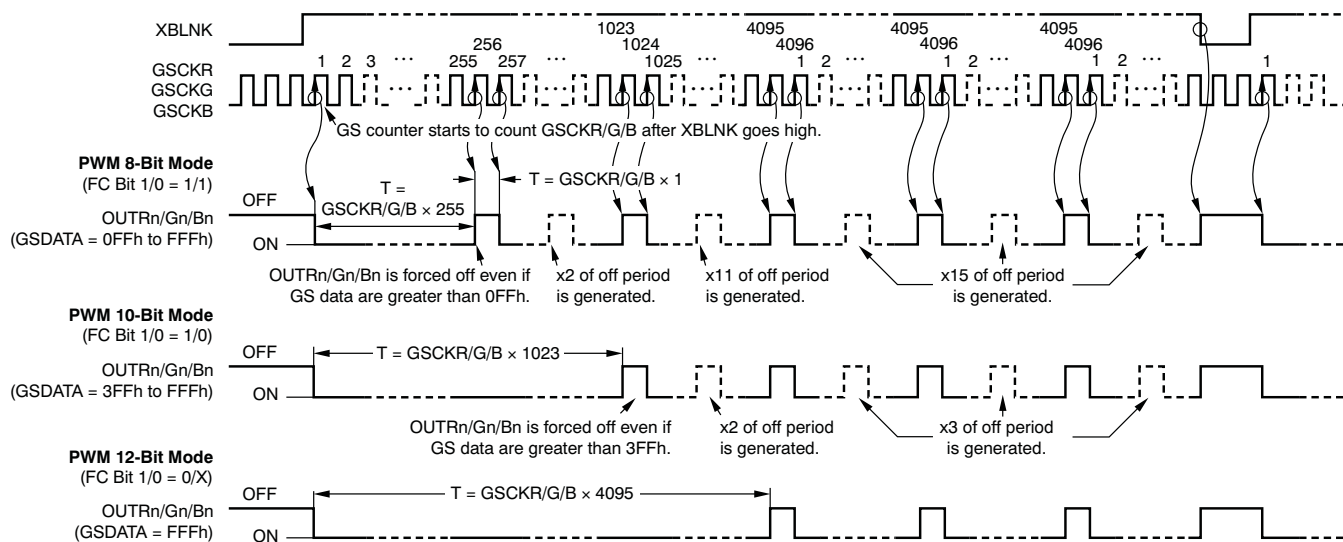 XBLNK
1023 4095 4095 4095
256 1024 4096 4096 4096
GSCKR 1 2 3 ··· 255 257 ··· 1025 ··· 1 2 ··· 1 2 ··· 1 2 ··· 1
GSCKG ··· ··· ··· ··· ··· ··· ···
GSCKB
GS counter starts to count GSCKR/G/B after XBLNK goes high.
PWM 8-Bit Mode
(FC Bit 1/0 = 1/1)
T =
GSCKR/G/B × 255
T = GSCKR/G/B × 1
OFF
OUTRn/Gn/Bn
(GSDATA = 0FFh to FFFh)
ON
OUTRn/Gn/Bn is forced off even if
GS data are greater than 0FFh.
x2 of off period
is generated.
x11 of off period
is generated.
x15 of off period
is generated.
PWM 10-Bit Mode
(FC Bit 1/0 = 1/0)
OFF
T = GSCKR/G/B × 1023
OUTRn/Gn/Bn
(GSDATA = 3FFh to FFFh)
ON
OUTRn/Gn/Bn is forced off even if
GS data are greater than 3FFh.
x2 of off period
is generated.
x3 of off period
is generated.
PWM 12-Bit Mode
(FC Bit 1/0 = 0/X)
OFF
T = GSCKR/G/B × 4095
OUTRn/Gn/Bn
(GSDATA = FFFh)
ON